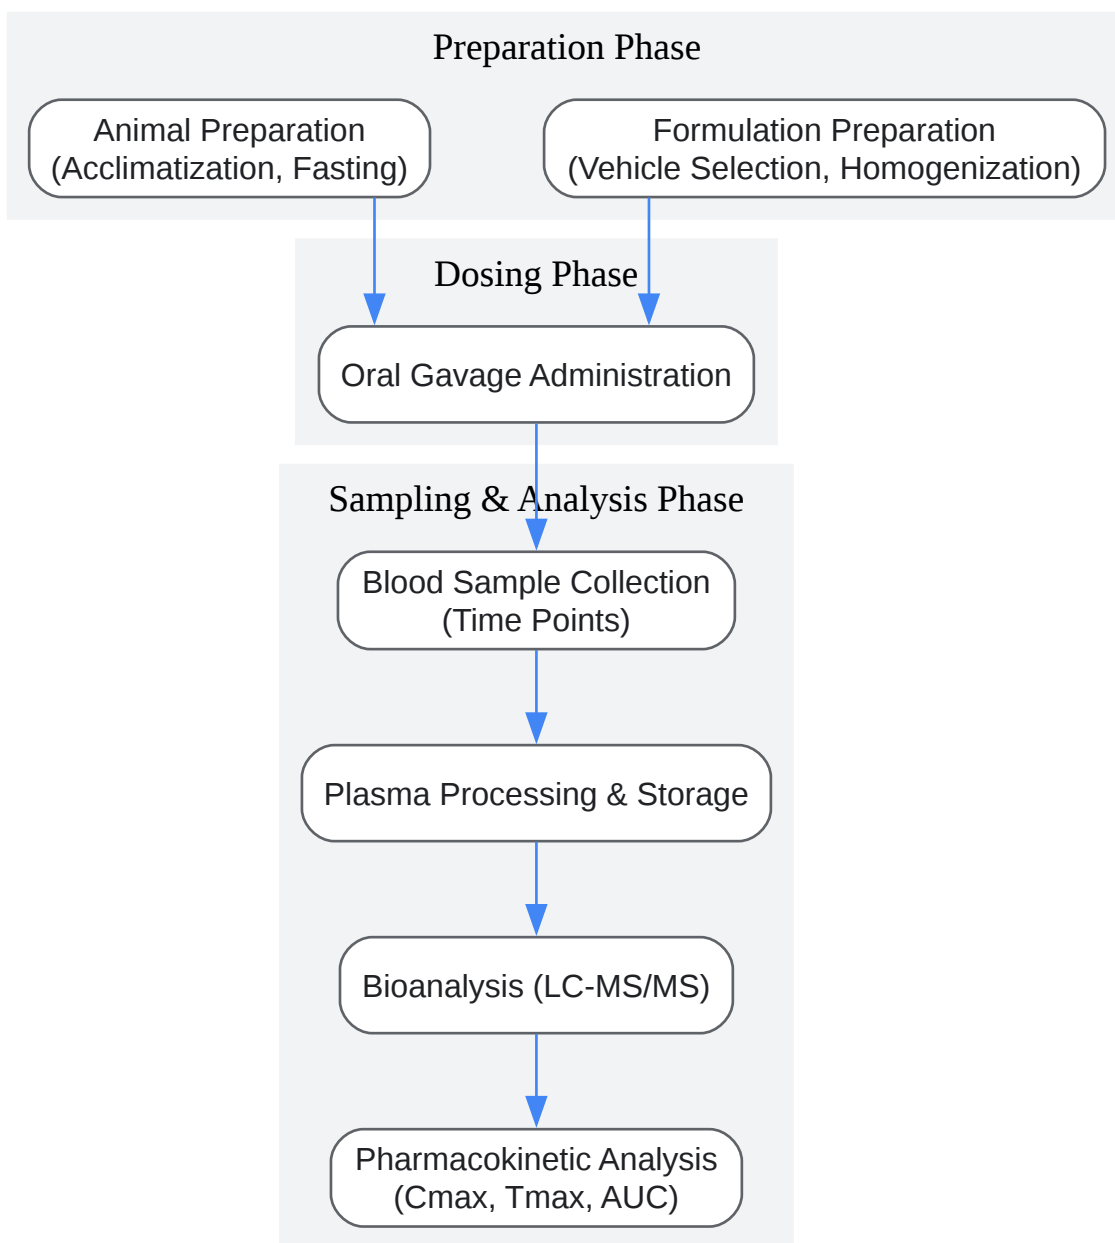 Preparation Phase
Animal Preparation
(Acclimatization, Fasting)
Formulation Preparation
(Vehicle Selection, Homogenization)
Dosing Phase
Oral Gavage Administration
Sampling & Analysis Phase
Blood Sample Collection
(Time Points)
Plasma Processing & Storage
Bioanalysis (LC-MS/MS)
Pharmacokinetic Analysis
(Cmax, Tmax, AUC)